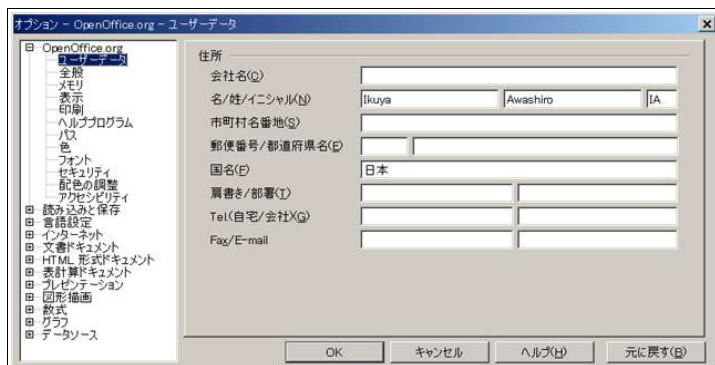 オプション - OpenOffice.org - ユーザーデータ
OpenOffice.org
ユーザーデータ
全般
メモリ
表示
印刷
ヘルププログラム
パス
色
フォント
セキュリティ
配色の調整
アクセシビリティ
読み込みと保存
言語設定
インターネット
文書ドキュメント
HTML 形式ドキュメント
表計算ドキュメント
プレゼンテーション
図形描画
数式
グラフ
データソース
住所
会社名(C)
名/姓/イニシャル(N) Ikuya Awashiro IA
市町村名番地(S)
郵便番号/都道府県名(E)
国名(F) 日本
肩書き/部署(T)
Tel(自宅/会社)(G)
Fax/E-mail
OK キャンセル ヘルプ(H) 元に戻す(B)